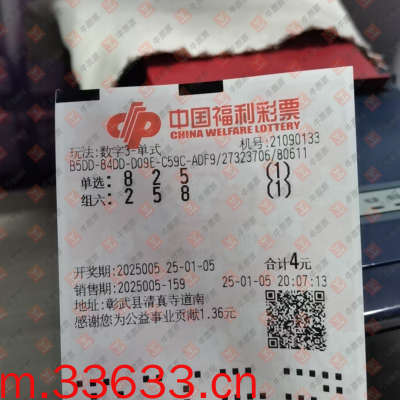 中国福利彩票
CHINA WELFARE LOTTERY
玩法:数字3-单式 机号:21090133
B5DD-84DD-D09E-C59C-ADF9/27323706/80611
单选: 8 2 5 (1)
组六: 2 5 8 (1)
开奖期:2025005 25-01-05 合计4元
销售期:2025005-159 25-01-05 20:07:13
地址:彰武县清真寺道南
感谢您为公益事业贡献1.36元
m.33633.cn